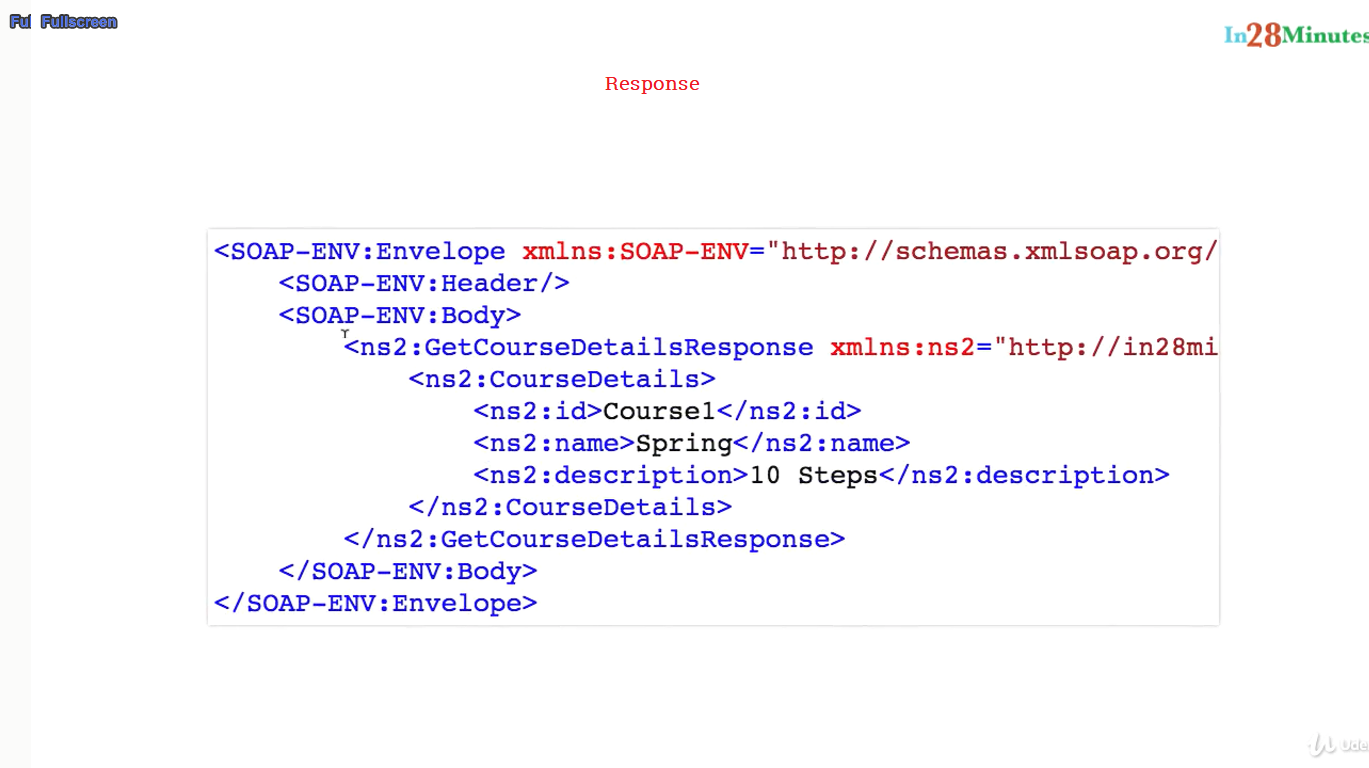 Ful Fullscreen
In28Minutes
Response
<SOAP-ENV:Envelope xmlns:SOAP-ENV="http://schemas.xmlsoap.org/
<SOAP-ENV:Header/>
<SOAP-ENV:Body>
<ns2:GetCourseDetailsResponse xmlns:ns2="http://in28mi
<ns2:CourseDetails>
<ns2:id>Course1</ns2:id>
<ns2:name>Spring</ns2:name>
<ns2:description>10 Steps</ns2:description>
</ns2:CourseDetails>
</ns2:GetCourseDetailsResponse>
</SOAP-ENV:Body>
</SOAP-ENV:Envelope>
Ude